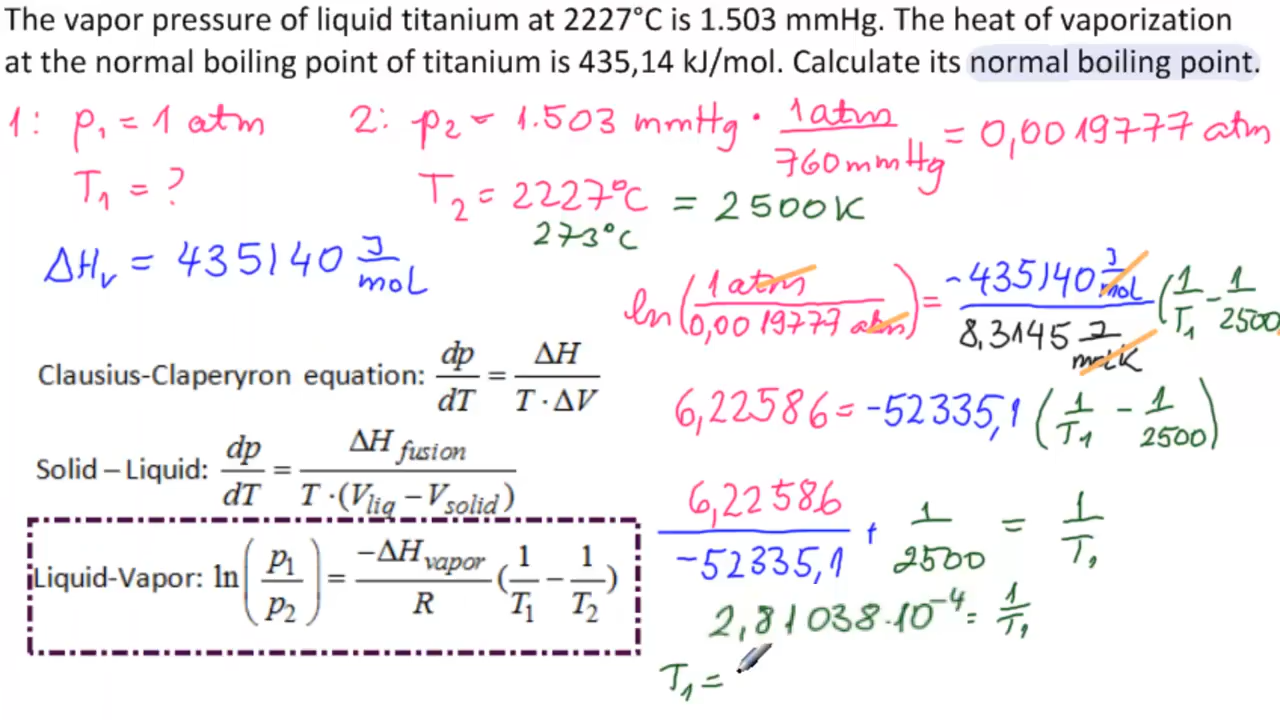 The vapor pressure of liquid titanium at 2227°C is 1.503 mmHg. The heat of vaporization
at the normal boiling point of titanium is 435,14 kJ/mol. Calculate its normal boiling point.
1: p₁ = 1 atm
T₁ = ?
2: p₂ = 1.503 mmHg · 1 atm / 760 mmHg = 0,0019777 atm
T₂ = 2227°C = 2500K
273°C
ΔHᵥ = 435140 J/mol
ln(1 atm / 0,0019777 atm) = -435140 J/mol / 8,3145 J/mol K (1/T₁ - 1/2500
Clausius-Claperyron equation: dp/dT = ΔH / T · ΔV
6,22586 = -52335,1 (1/T₁ - 1/2500)
Solid – Liquid: dp/dT = ΔH fusion / T · (Vliq – Vsolid)
6,22586 / -52335,1 + 1/2500 = 1/T₁
Liquid-Vapor: ln(p₁/p₂) = -ΔHvapor / R (1/T₁ – 1/T₂)
2,81038·10⁻⁴ = 1/T₁
T₁ =